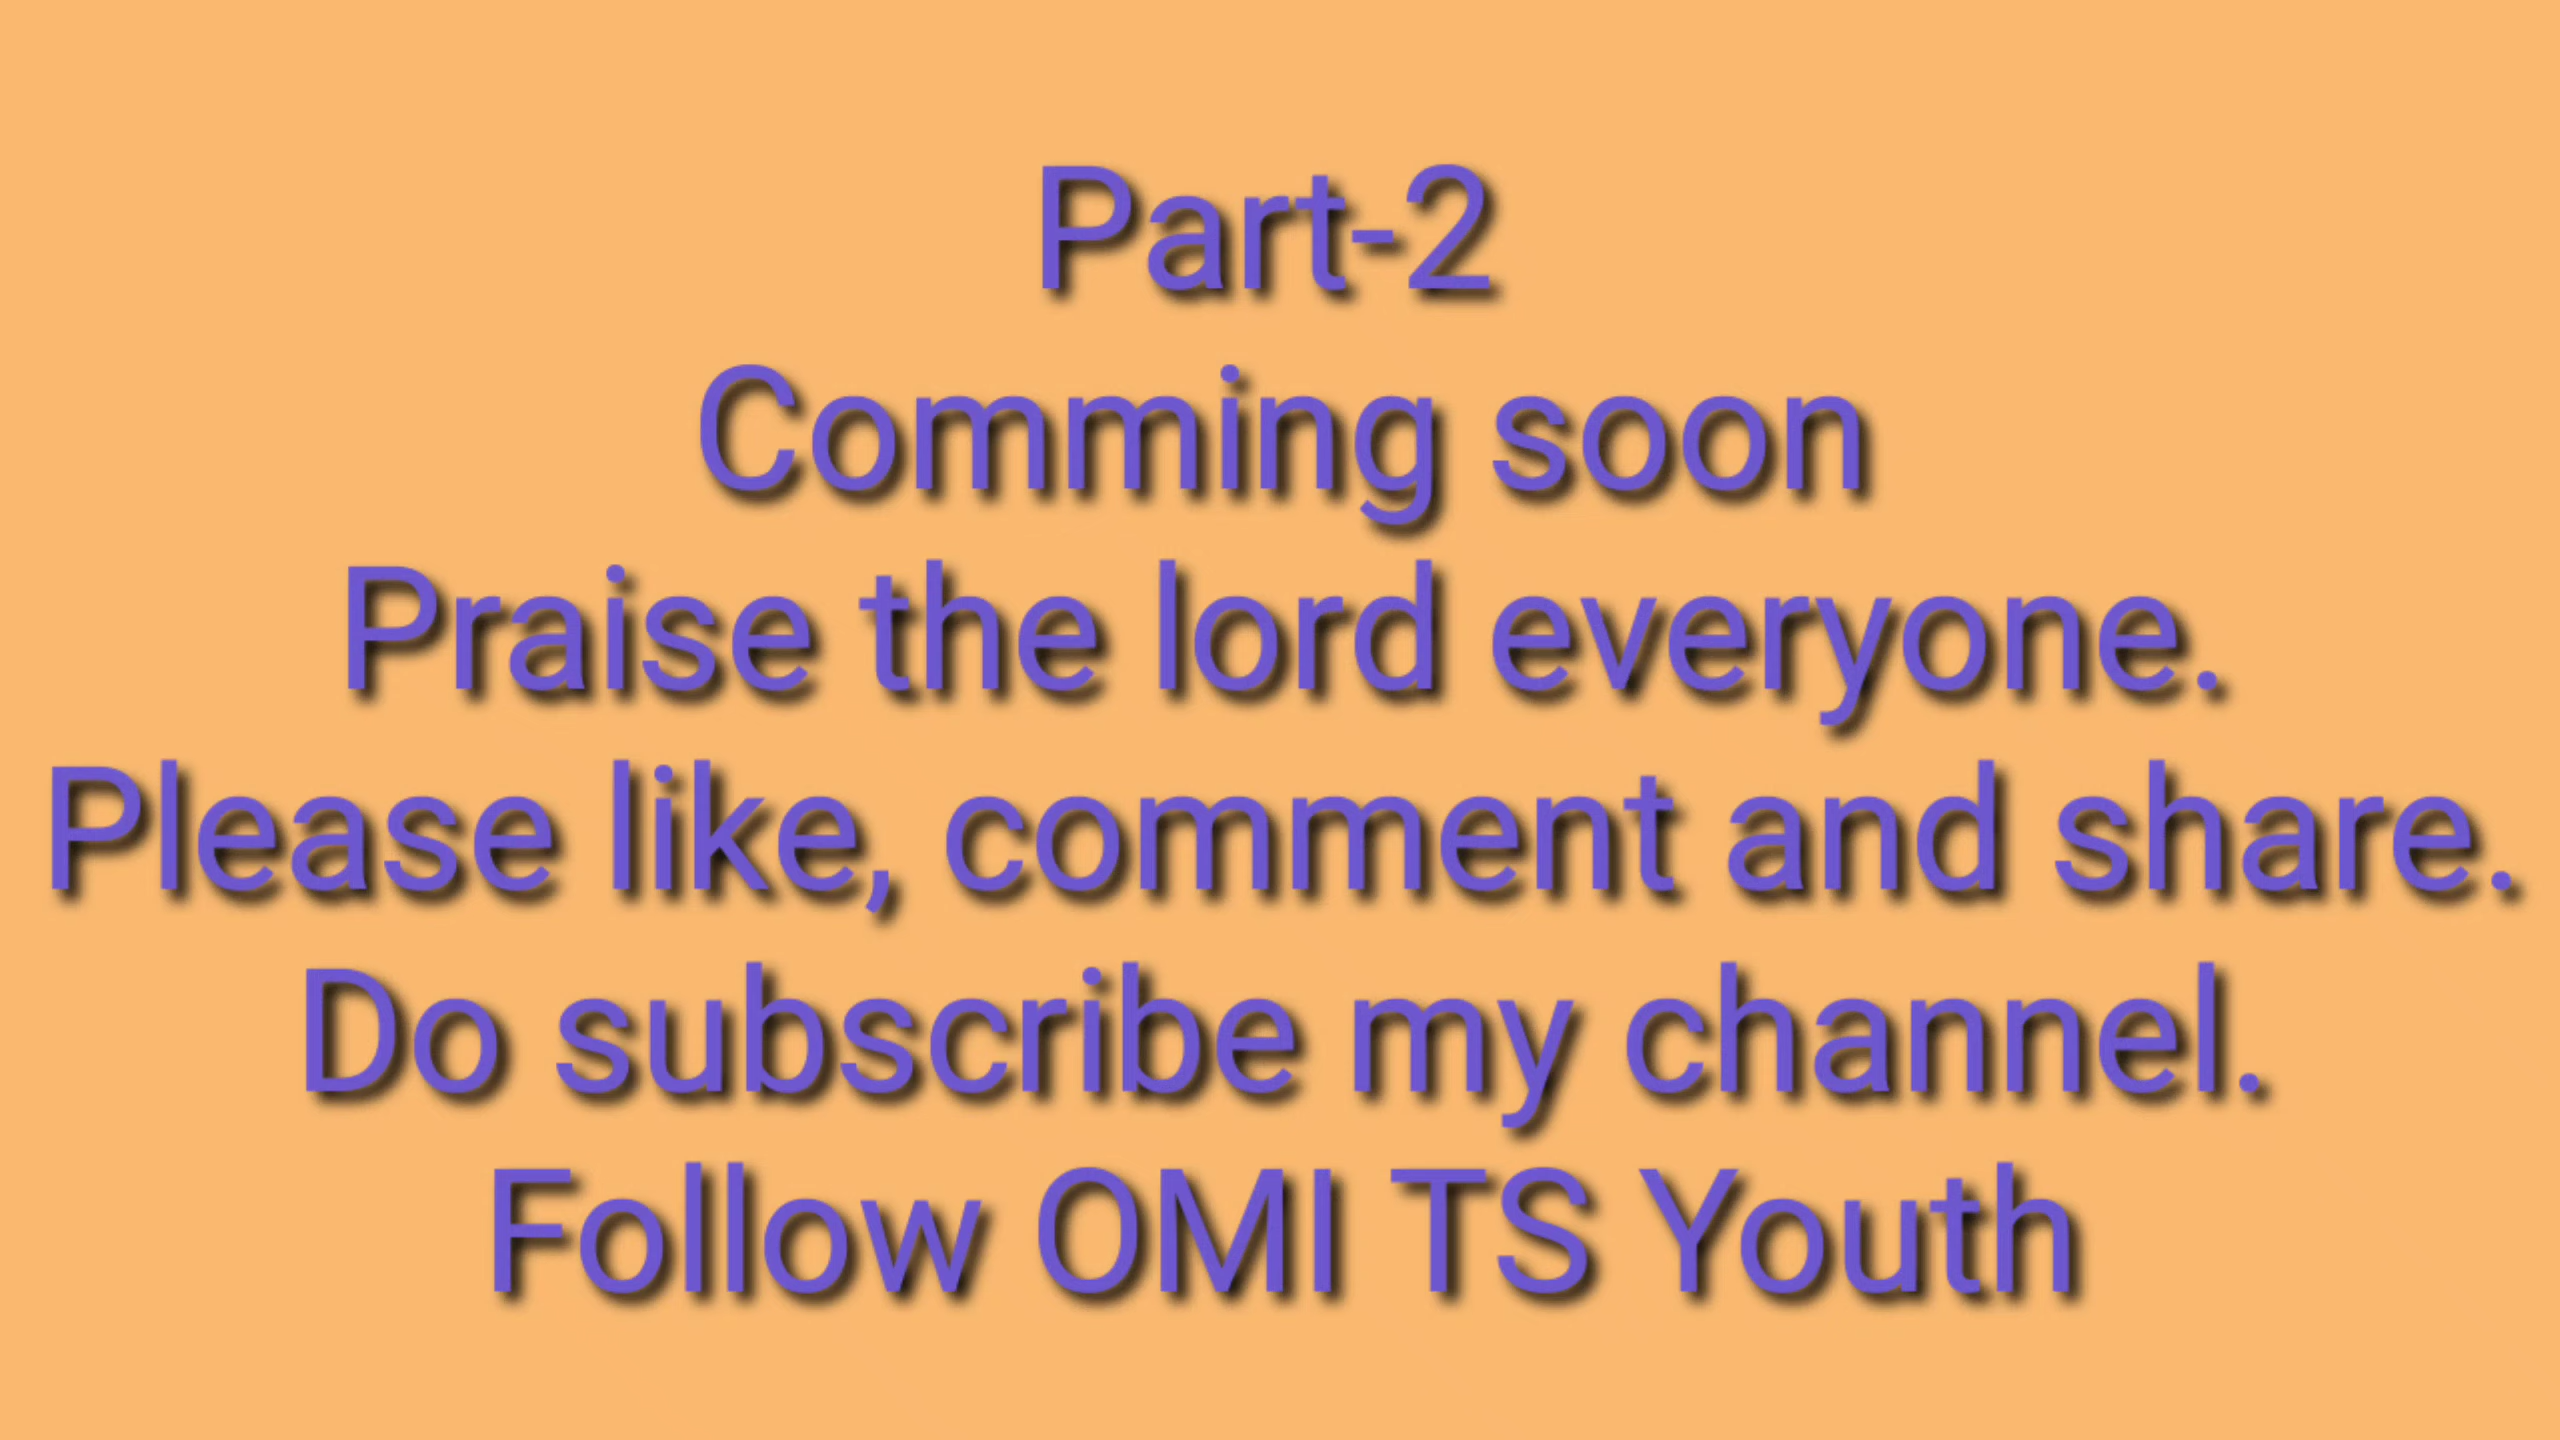 Part-2
Comming soon
Praise the lord everyone.
Please like, comment and share.
Do subscribe my channel.
Follow OMI TS Youth